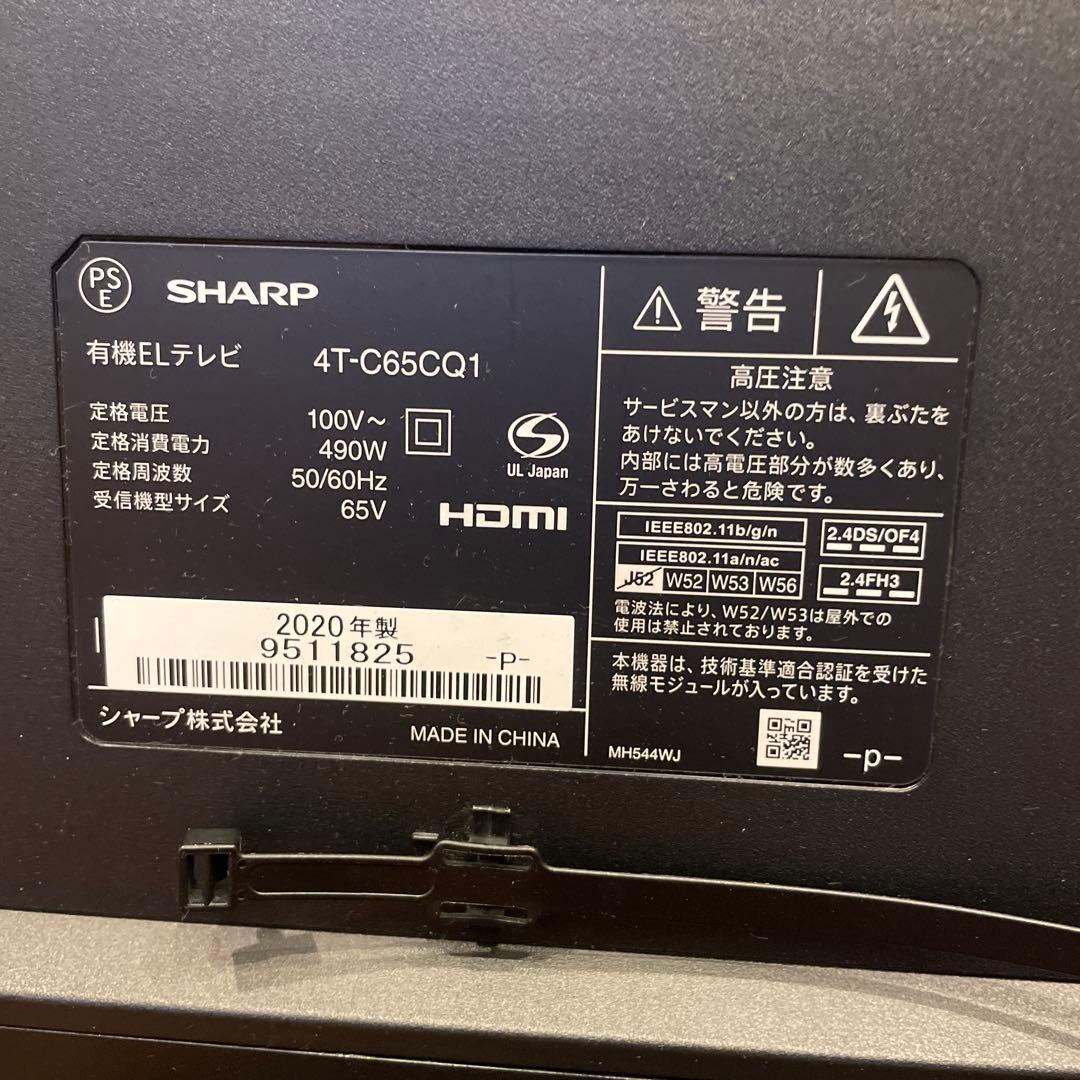 PS
E
SHARP
有機ELテレビ 4T-C65CQ1
定格電圧 100V~
定格消費電力 490W
定格周波数 50/60Hz
受信機型サイズ 65V
UL Japan
HDMI
2020年製
9511825 -P-
シャープ株式会社
MADE IN CHINA
警告
高圧注意
サービスマン以外の方は、裏ぶたを
あけないでください。
内部には高電圧部分が数多くあり、
万一さわると危険です。
IEEE802.11b/g/n
IEEE802.11a/n/ac
J52 W52 W53 W56
2.4DS/OF4
2.4FH3
電波法により、W52/W53は屋外での
使用は禁止されております。
本機器は、技術基準適合認証を受けた
無線モジュールが入っています。
MH544WJ
-p-